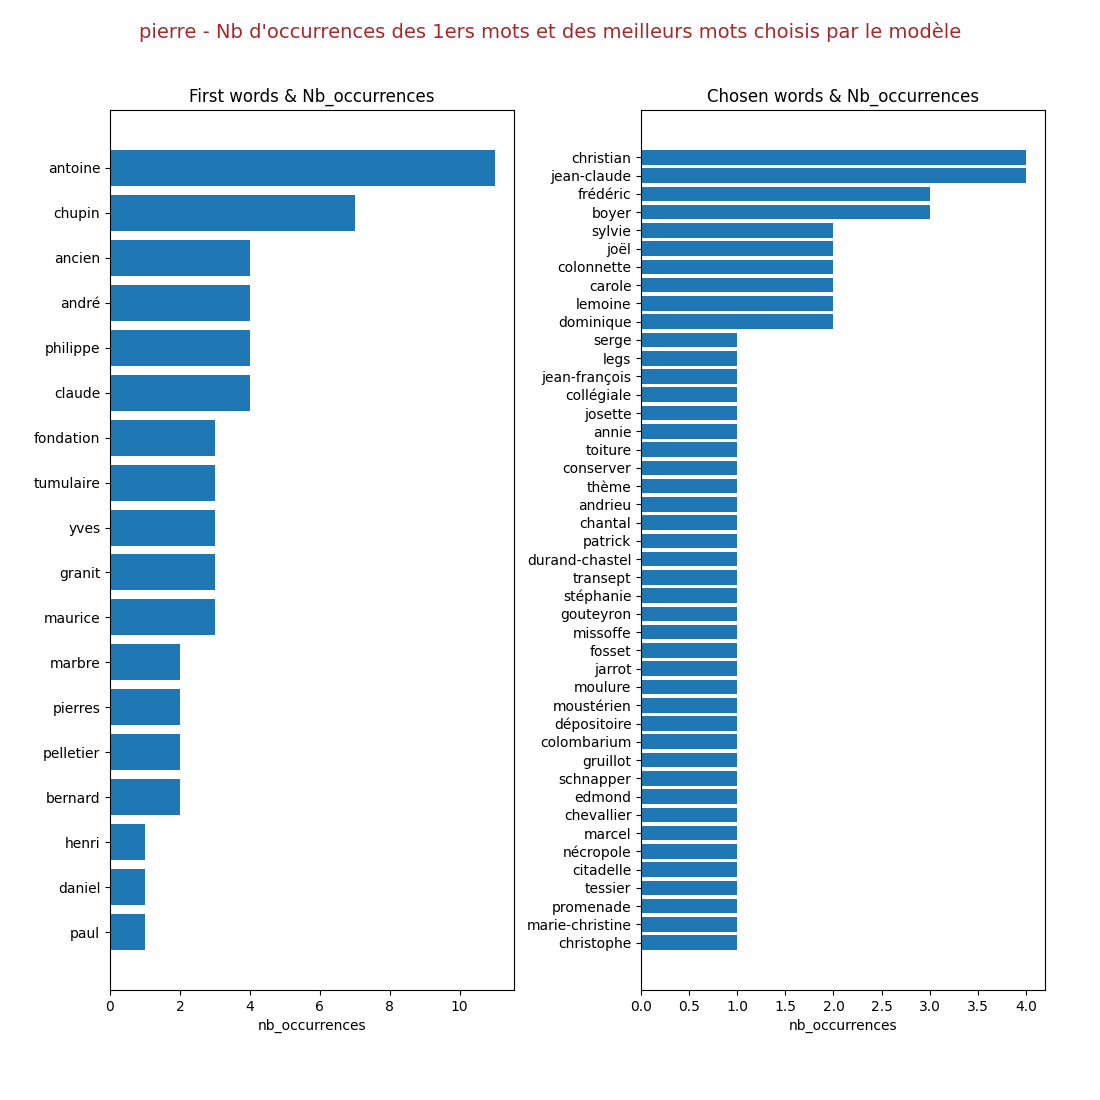 pierre - Nb d'occurrences des 1ers mots et des meilleurs mots choisis par le modèle
First words & Nb_occurrences
antoine
chupin
ancien
andré
philippe
claude
fondation
tumulaire
yves
granit
maurice
marbre
pierres
pelletier
bernard
henri
daniel
paul
0 2 4 6 8 10
nb_occurrences
Chosen words & Nb_occurrences
christian
jean-claude
frédéric
boyer
sylvie
joël
colonnette
carole
lemoine
dominique
serge
legs
jean-françois
collégiale
josette
annie
toiture
conserver
thème
andrieu
chantal
patrick
durand-chastel
transept
stéphanie
gouteyron
missoffe
fosset
jarrot
moulure
moustérien
dépositoire
colombarium
gruillot
schnapper
edmond
chevallier
marcel
nécropole
citadelle
tessier
promenade
marie-christine
christophe
0.0 0.5 1.0 1.5 2.0 2.5 3.0 3.5 4.0
nb_occurrences